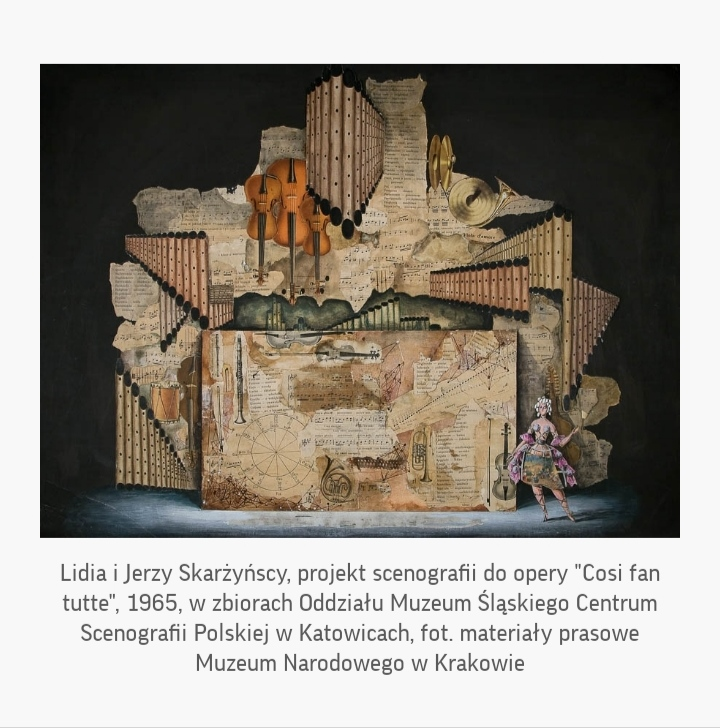 Lidia i Jerzy Skarżyńscy, projekt scenografii do opery "Cosi fan
tutte", 1965, w zbiorach Oddziału Muzeum Śląskiego Centrum
Scenografii Polskiej w Katowicach, fot. materiały prasowe
Muzeum Narodowego w Krakowie